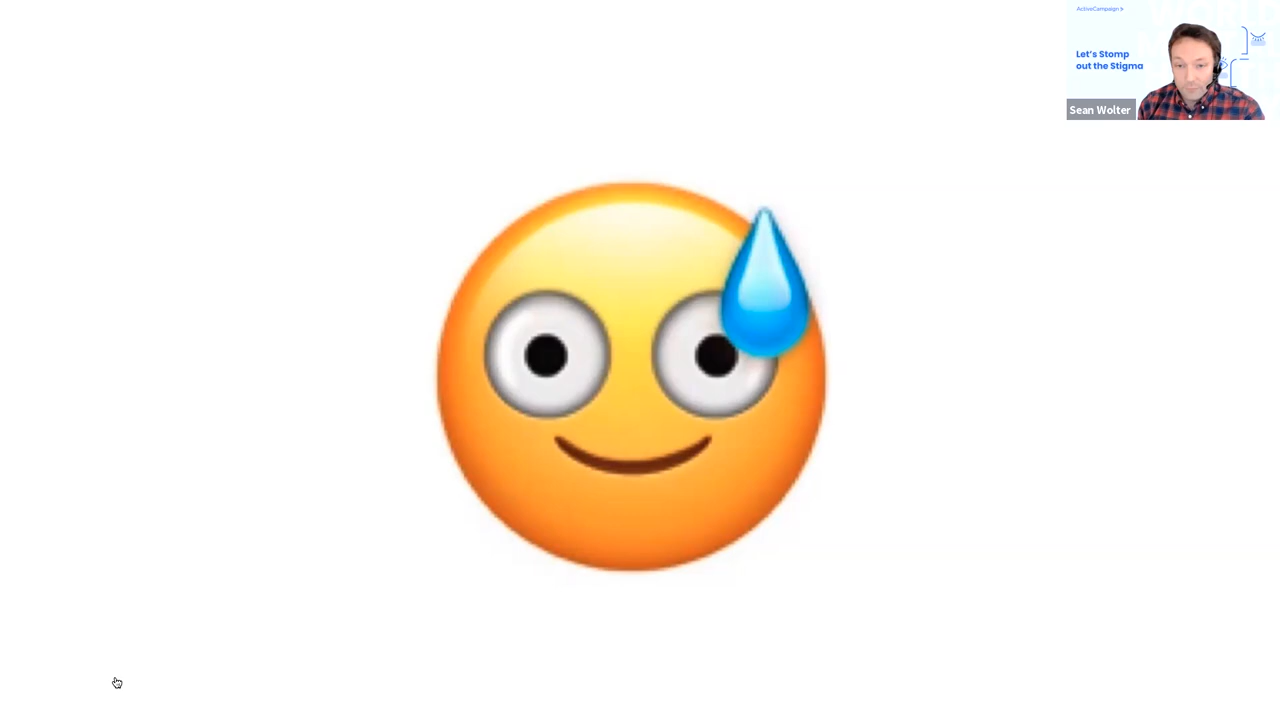 ActiveCampaign >
Let's Stomp
out the Stigma
Sean Wolter